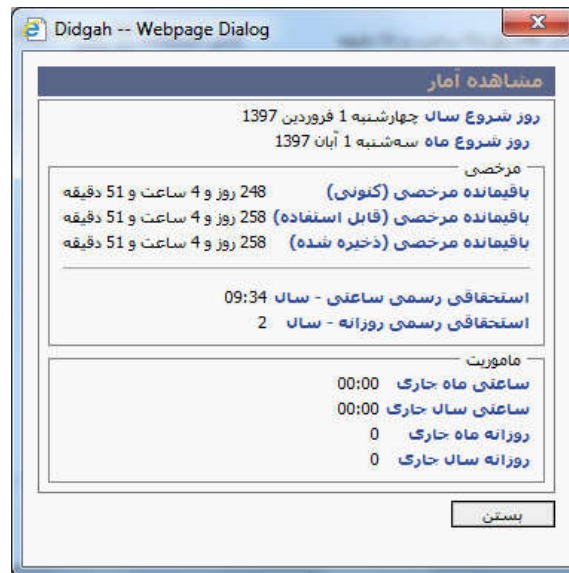 Didgah -- Webpage Dialog
مشاهده آمار
روز شروع سال چهارشنبه 1 فروردین 1397
روز شروع ماه سه‌شنبه 1 آبان 1397
مرخصی
باقیمانده مرخصی (کنونی) 248 روز و 4 ساعت و 51 دقیقه
باقیمانده مرخصی (قابل استفاده) 258 روز و 4 ساعت و 51 دقیقه
باقیمانده مرخصی (ذخیره شده) 258 روز و 4 ساعت و 51 دقیقه
استحقاقی رسمی ساعتی - سال 09:34
استحقاقی رسمی روزانه - سال 2
ماموریت
ساعتی ماه جاری 00:00
ساعتی سال جاری 00:00
روزانه ماه جاری 0
روزانه سال جاری 0
بستن